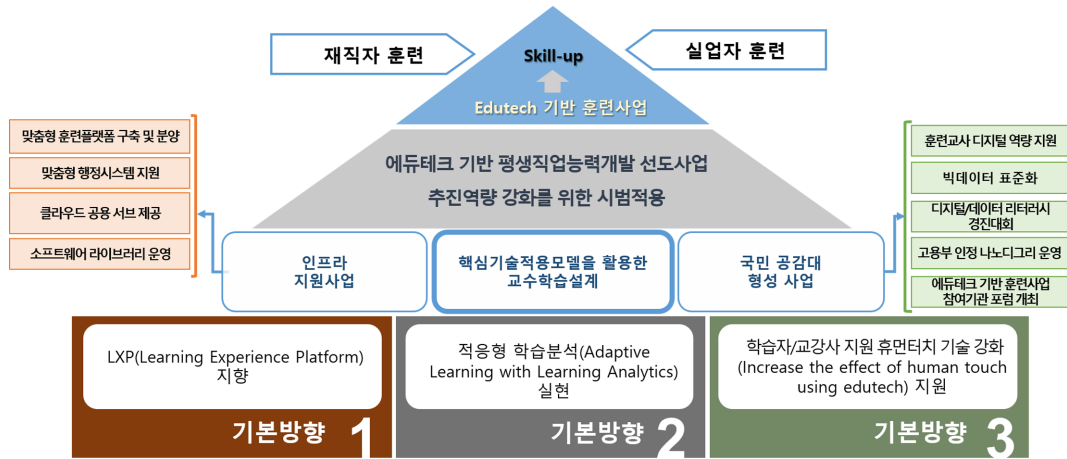 재직자 훈련
Skill-up
실업자 훈련
Edutech 기반 훈련사업
에듀테크 기반 평생직업능력개발 선도사업
추진역량 강화를 위한 시범적용
맞춤형 훈련플랫폼 구축 및 분양
맞춤형 행정시스템 지원
클라우드 공용 서브 제공
소프트웨어 라이브러리 운영
훈련교사 디지털 역량 지원
빅데이터 표준화
디지털/데이터 리터러시
경진대회
고용부 인정 나노디그리 운영
에듀테크 기반 훈련사업
참여기관 포럼 개최
인프라
지원사업
핵심기술적용모델을 활용한
교수학습설계
국민 공감대
형성 사업
LXP(Learning Experience Platform)
지향
기본방향 1
적응형 학습분석(Adaptive
Learning with Learning Analytics)
실현
기본방향 2
학습자/교강사 지원 휴먼터치 기술 강화
(Increase the effect of human touch
using edutech) 지원
기본방향 3